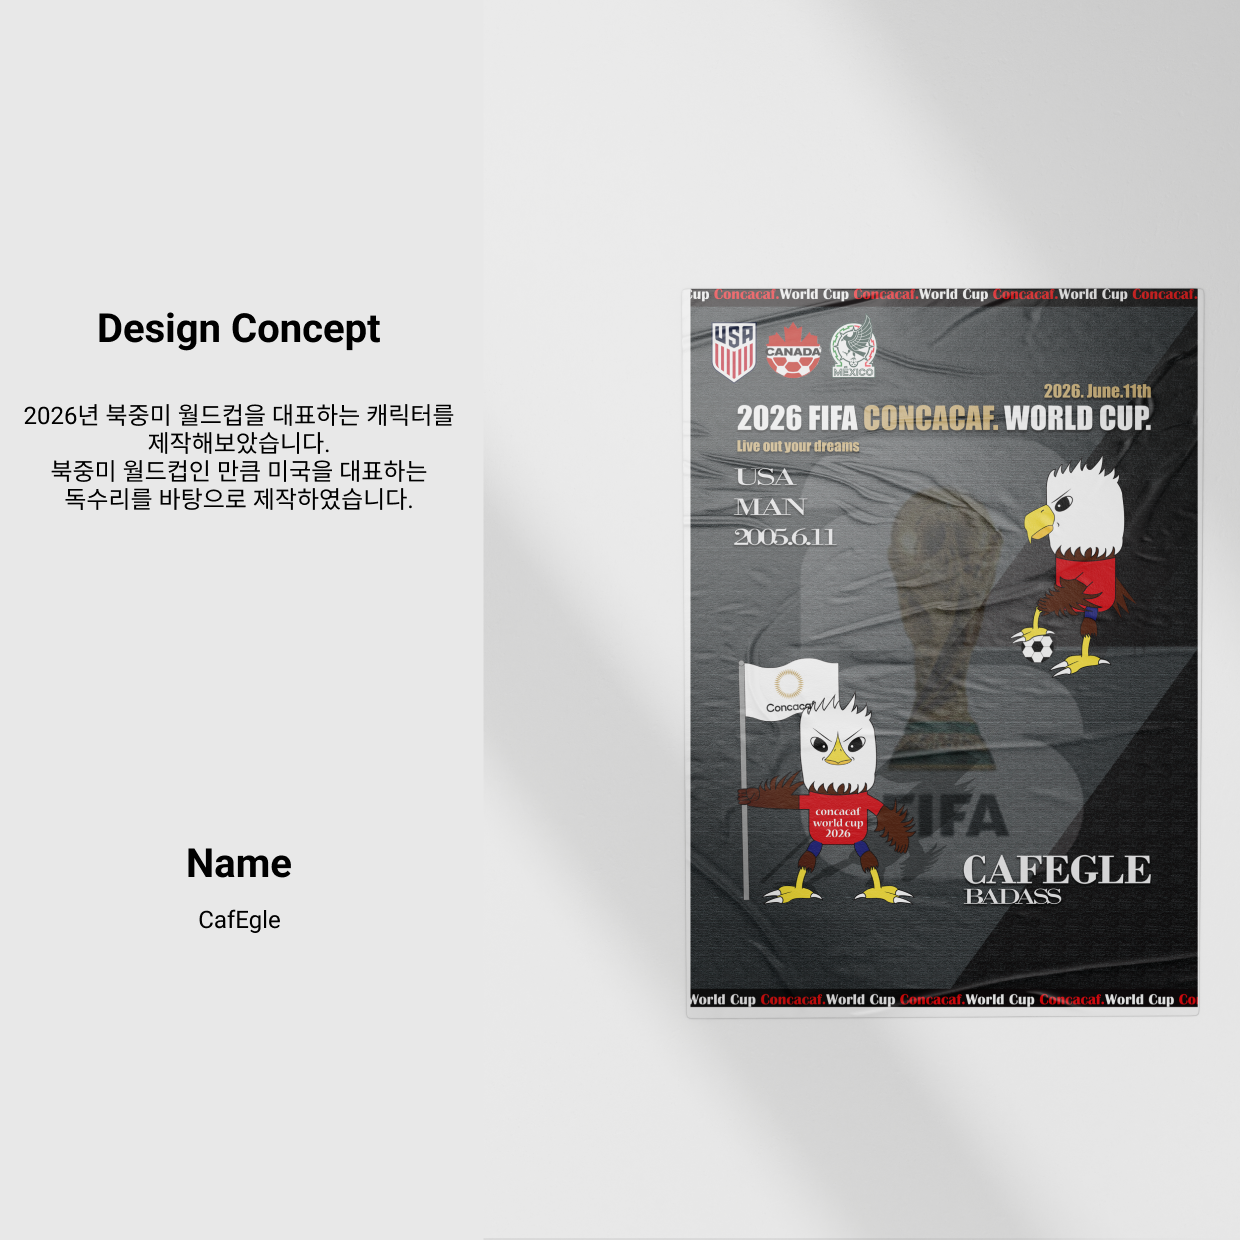 Design Concept
2026년 북중미 월드컵을 대표하는 캐릭터를
제작해보았습니다.
북중미 월드컵인 만큼 미국을 대표하는
독수리를 바탕으로 제작하였습니다.
Name
CafEgle
Cup Concacaf.World Cup Concacaf.World Cup Concacaf.World Cup Concacaf.
USA
CANADA
MÉXICO
2026. June.11th
2026 FIFA CONCACAF. WORLD CUP.
Live out your dreams
USA
MAN
2005.6.11
Concacaf
concacaf
world cup
2026
FIFA
CAFEGLE
BADASS
World Cup Concacaf.World Cup Concacaf.World Cup Concacaf.World Cup Co